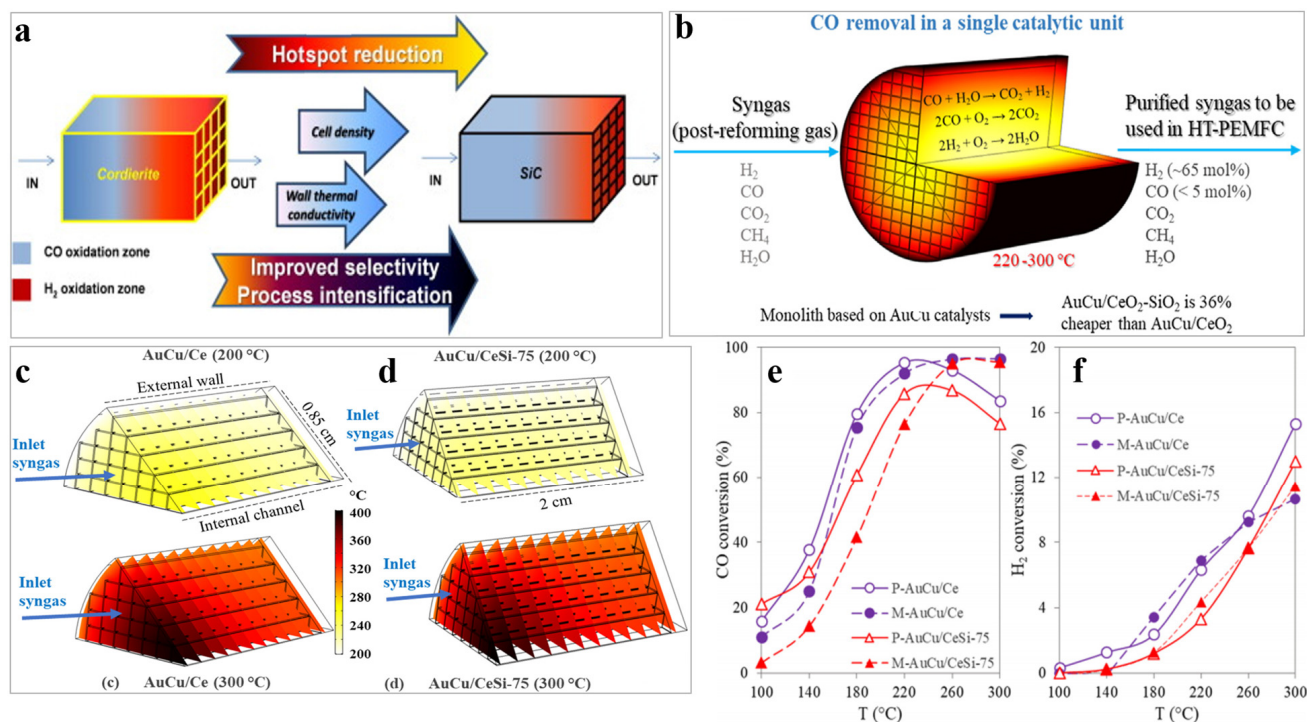 a
Hotspot reduction
Cell density
Cordierite
SiC
IN
OUT
IN
OUT
Wall thermal
conductivity
CO oxidation zone
H₂ oxidation zone
Improved selectivity
Process intensification
b
CO removal in a single catalytic unit
Syngas
(post-reforming gas)
H₂
CO
CO₂
CH₄
H₂O
CO + H₂O → CO₂ + H₂
2CO + O₂ → 2CO₂
2H₂ + O₂ → 2H₂O
220 -300 °C
Purified syngas to be
used in HT-PEMFC
H₂ (~65 mol%)
CO (< 5 mol%)
CO₂
CH₄
H₂O
Monolith based on AuCu catalysts
AuCu/CeO₂-SiO₂ is 36%
cheaper than AuCu/CeO₂
c
AuCu/Ce (200 °C)
External wall
0.85 cm
Inlet
syngas
Internal channel
Inlet
syngas
(c)
AuCu/Ce (300 °C)
°C
400
360
320
280
240
200
d
AuCu/CeSi-75 (200 °C)
Inlet
syngas
2 cm
Inlet
syngas
(d)
AuCu/CeSi-75 (300 °C)
e
CO conversion (%)
100
80
60
40
20
0
P-AuCu/Ce
M-AuCu/Ce
P-AuCu/CeSi-75
M-AuCu/CeSi-75
100 140 180 220 260 300
T (°C)
f
H₂ conversion (%)
20
16
12
8
4
0
P-AuCu/Ce
M-AuCu/Ce
P-AuCu/CeSi-75
M-AuCu/CeSi-75
100 140 180 220 260 300
T (°C)